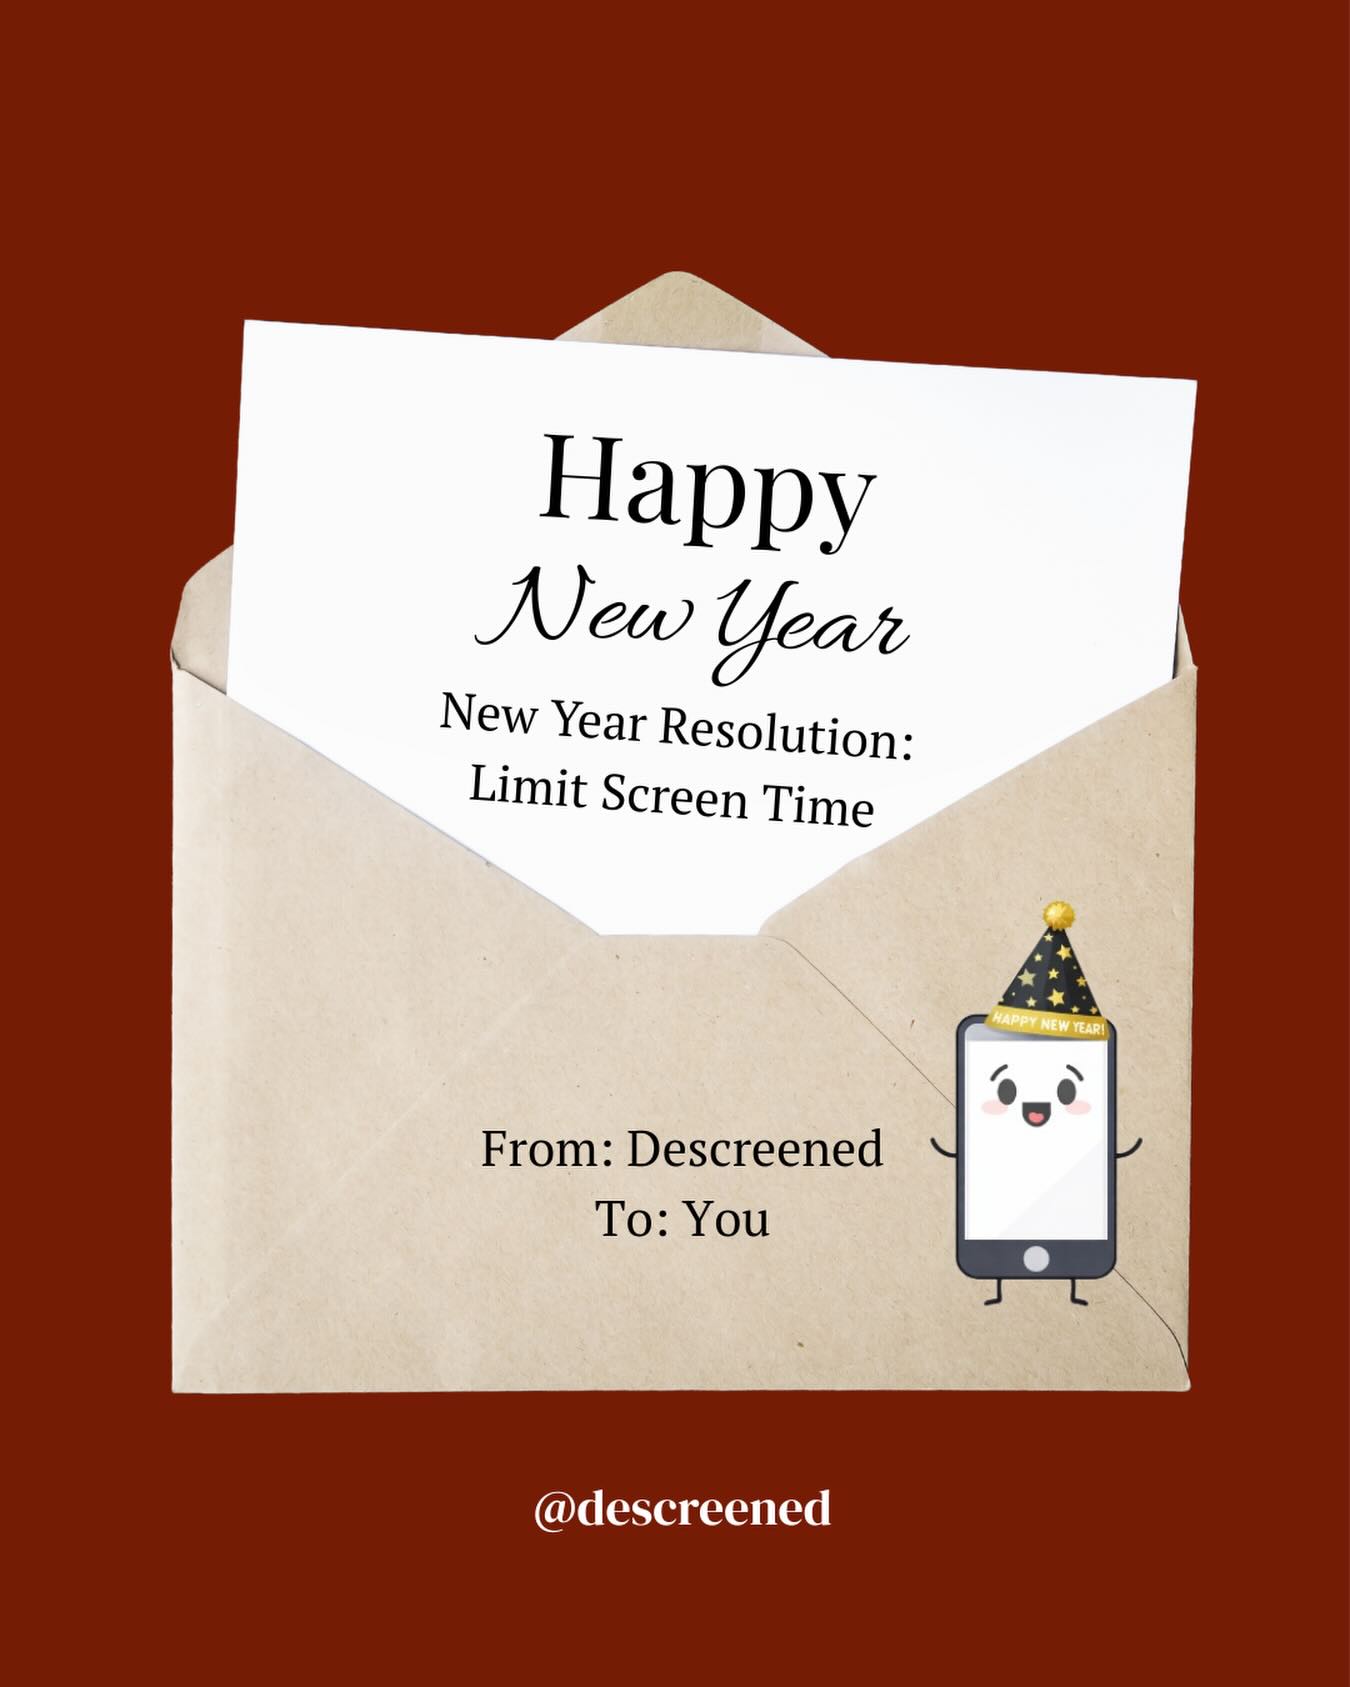 Happy
New Year
New Year Resolution:
Limit Screen Time
HAPPY NEW YEAR!
From: Descreened
To: You
@descreened